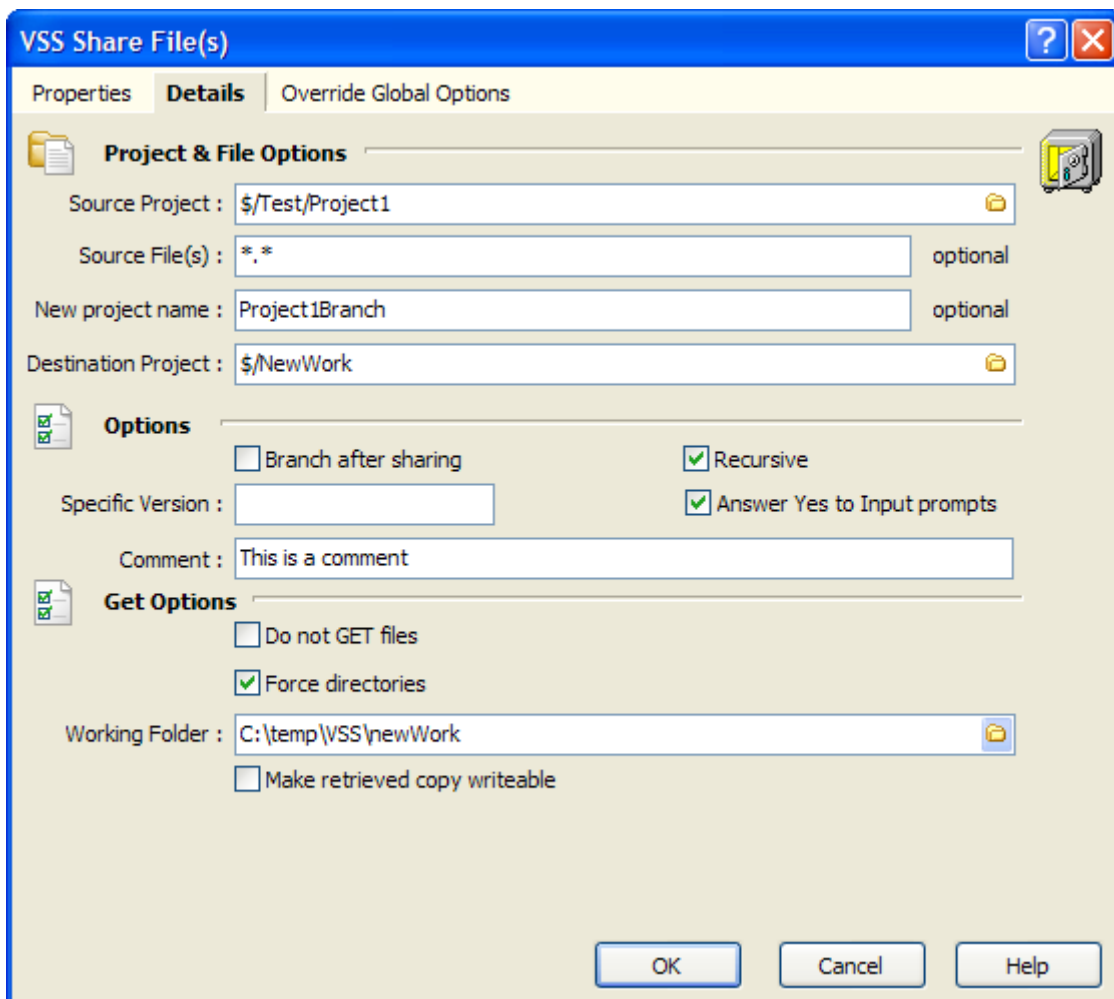 VSS Share File(s)
Properties Details Override Global Options
Project & File Options
Source Project : $/Test/Project1
Source File(s) : *.* optional
New project name : Project1Branch optional
Destination Project : $/NewWork
Options
Branch after sharing Recursive
Specific Version : Answer Yes to Input prompts
Comment : This is a comment
Get Options
Do not GET files
Force directories
Working Folder : C:\temp\VSS\newWork
Make retrieved copy writeable
OK Cancel Help